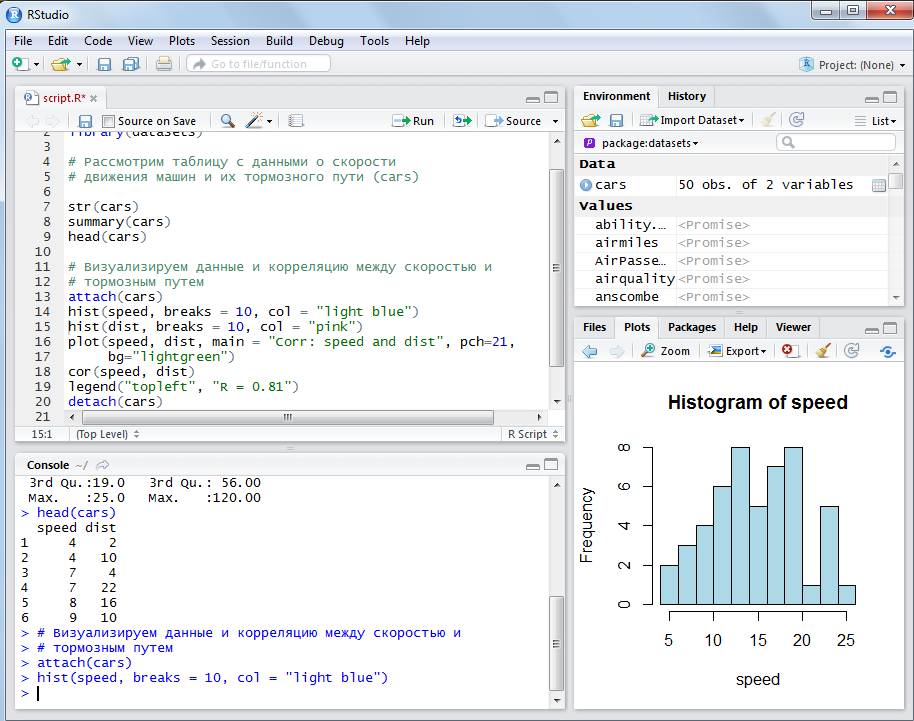 RStudio
File Edit Code View Plots Session Build Debug Tools Help
Go to file/function
Project: (None)
script.R*
Source on Save
Run
Source
2 library(datasets)
3
4 # Рассмотрим таблицу с данными о скорости
5 # движения машин и их тормозного пути (cars)
6
7 str(cars)
8 summary(cars)
9 head(cars)
10
11 # Визуализируем данные и корреляцию между скоростью и
12 # тормозным путем
13 attach(cars)
14 hist(speed, breaks = 10, col = "light blue")
15 hist(dist, breaks = 10, col = "pink")
16 plot(speed, dist, main = "Corr: speed and dist", pch=21,
17 bg="lightgreen")
18 cor(speed, dist)
19 legend("topleft", "R = 0.81")
20 detach(cars)
21
15:1 (Top Level) R Script
Console ~/
3rd Qu.:19.0 3rd Qu.: 56.00
Max. :25.0 Max. :120.00
> head(cars)
speed dist
1 4 2
2 4 10
3 7 4
4 7 22
5 8 16
6 9 10
> # Визуализируем данные и корреляцию между скоростью и
> # тормозным путем
> attach(cars)
> hist(speed, breaks = 10, col = "light blue")
>
Environment History
Import Dataset List
package:datasets
Data
cars 50 obs. of 2 variables
Values
ability.… <Promise>
airmiles <Promise>
AirPasse… <Promise>
airquality <Promise>
anscombe <Promise>
Files Plots Packages Help Viewer
Zoom Export
Histogram of speed
Frequency
8
6
4
2
0
5 10 15 20 25
speed